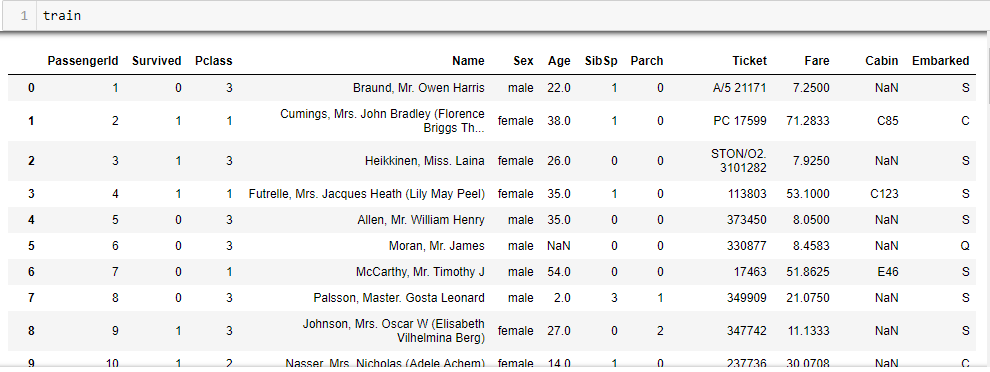 1 train
PassengerId Survived Pclass Name Sex Age SibSp Parch Ticket Fare Cabin Embarked
0 1 0 3 Braund, Mr. Owen Harris male 22.0 1 0 A/5 21171 7.2500 NaN S
1 2 1 1 Cumings, Mrs. John Bradley (Florence
Briggs Th... female 38.0 1 0 PC 17599 71.2833 C85 C
2 3 1 3 Heikkinen, Miss. Laina female 26.0 0 0 STON/O2.
3101282 7.9250 NaN S
3 4 1 1 Futrelle, Mrs. Jacques Heath (Lily May Peel) female 35.0 1 0 113803 53.1000 C123 S
4 5 0 3 Allen, Mr. William Henry male 35.0 0 0 373450 8.0500 NaN S
5 6 0 3 Moran, Mr. James male NaN 0 0 330877 8.4583 NaN Q
6 7 0 1 McCarthy, Mr. Timothy J male 54.0 0 0 17463 51.8625 E46 S
7 8 0 3 Palsson, Master. Gosta Leonard male 2.0 3 1 349909 21.0750 NaN S
8 9 1 3 Johnson, Mrs. Oscar W (Elisabeth
Vilhelmina Berg) female 27.0 0 2 347742 11.1333 NaN S
9 10 1 2 Nasser, Mrs. Nicholas (Adele Achem) female 14.0 1 0 237736 30.0708 NaN C